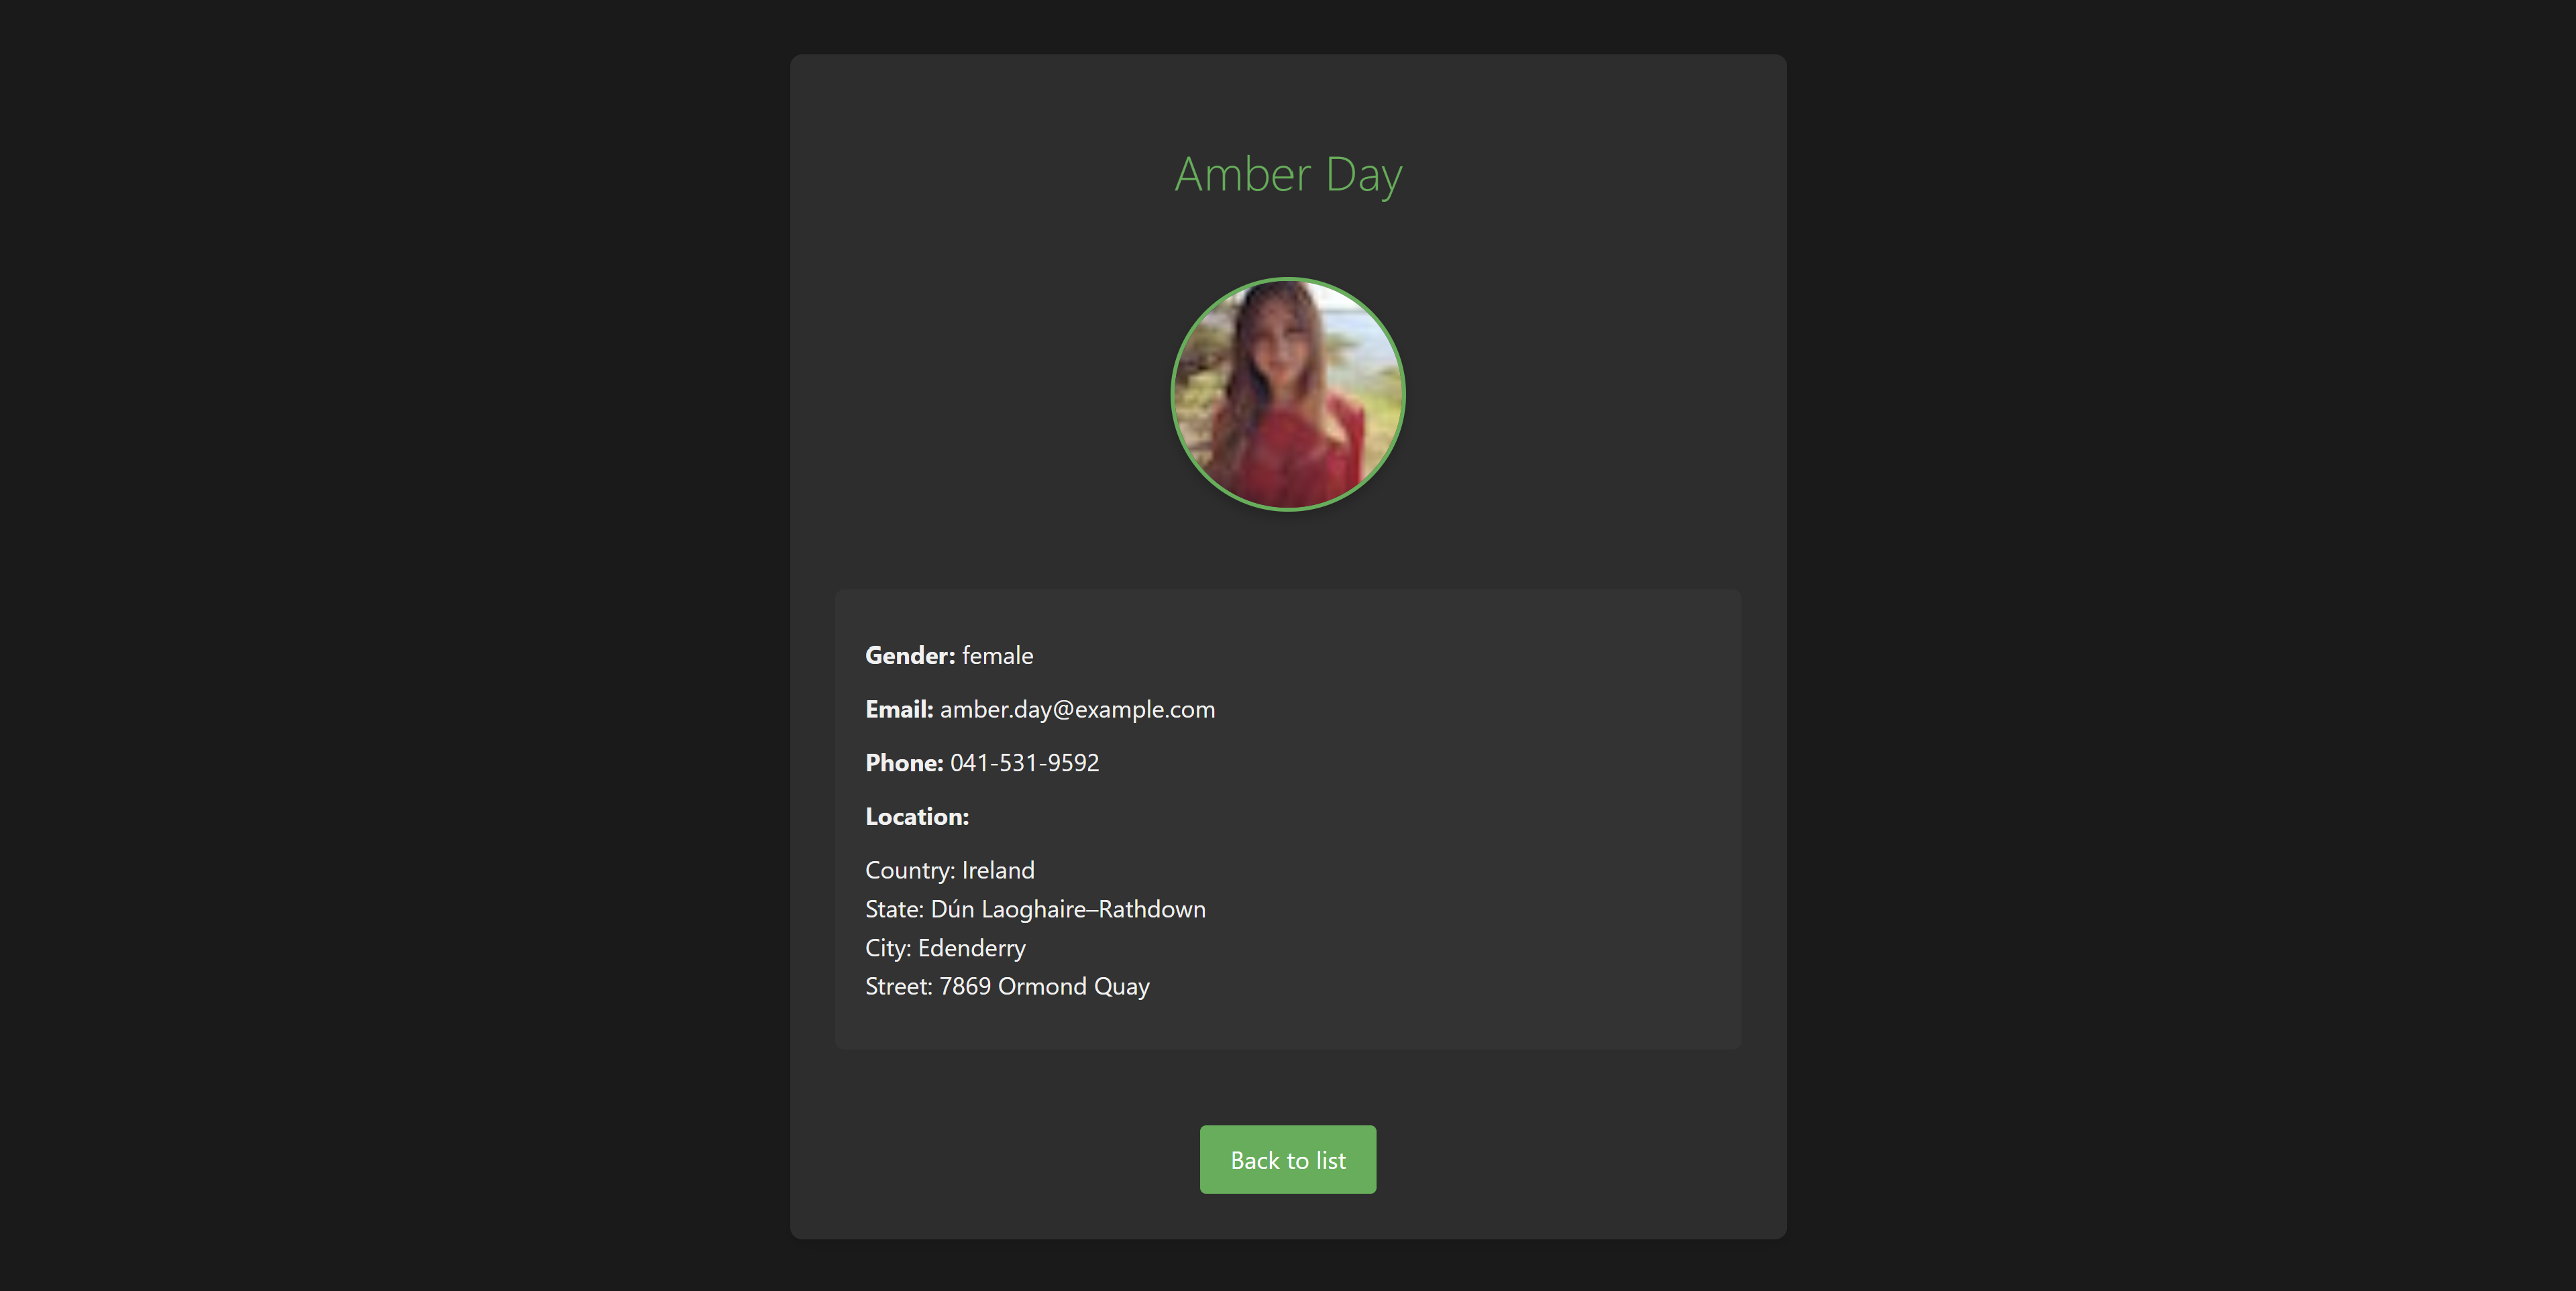 Amber Day
Gender: female
Email: amber.day@example.com
Phone: 041-531-9592
Location:
Country: Ireland
State: Dún Laoghaire–Rathdown
City: Edenderry
Street: 7869 Ormond Quay
Back to list